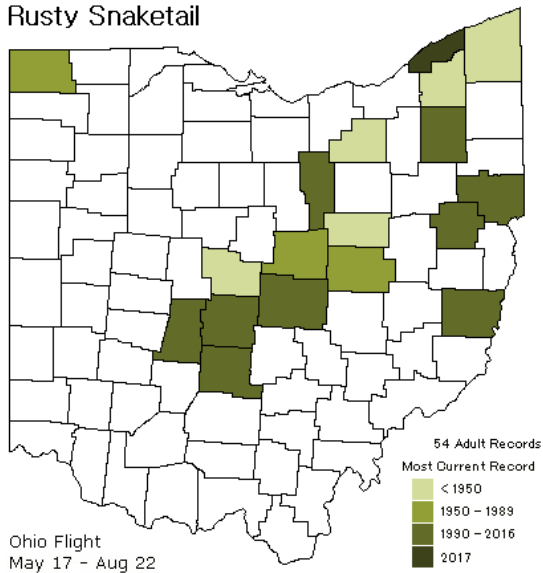 Rusty Snaketail
54 Adult Records
Most Current Record
< 1950
1950 - 1989
1990 - 2016
2017
Ohio Flight
May 17 - Aug 22